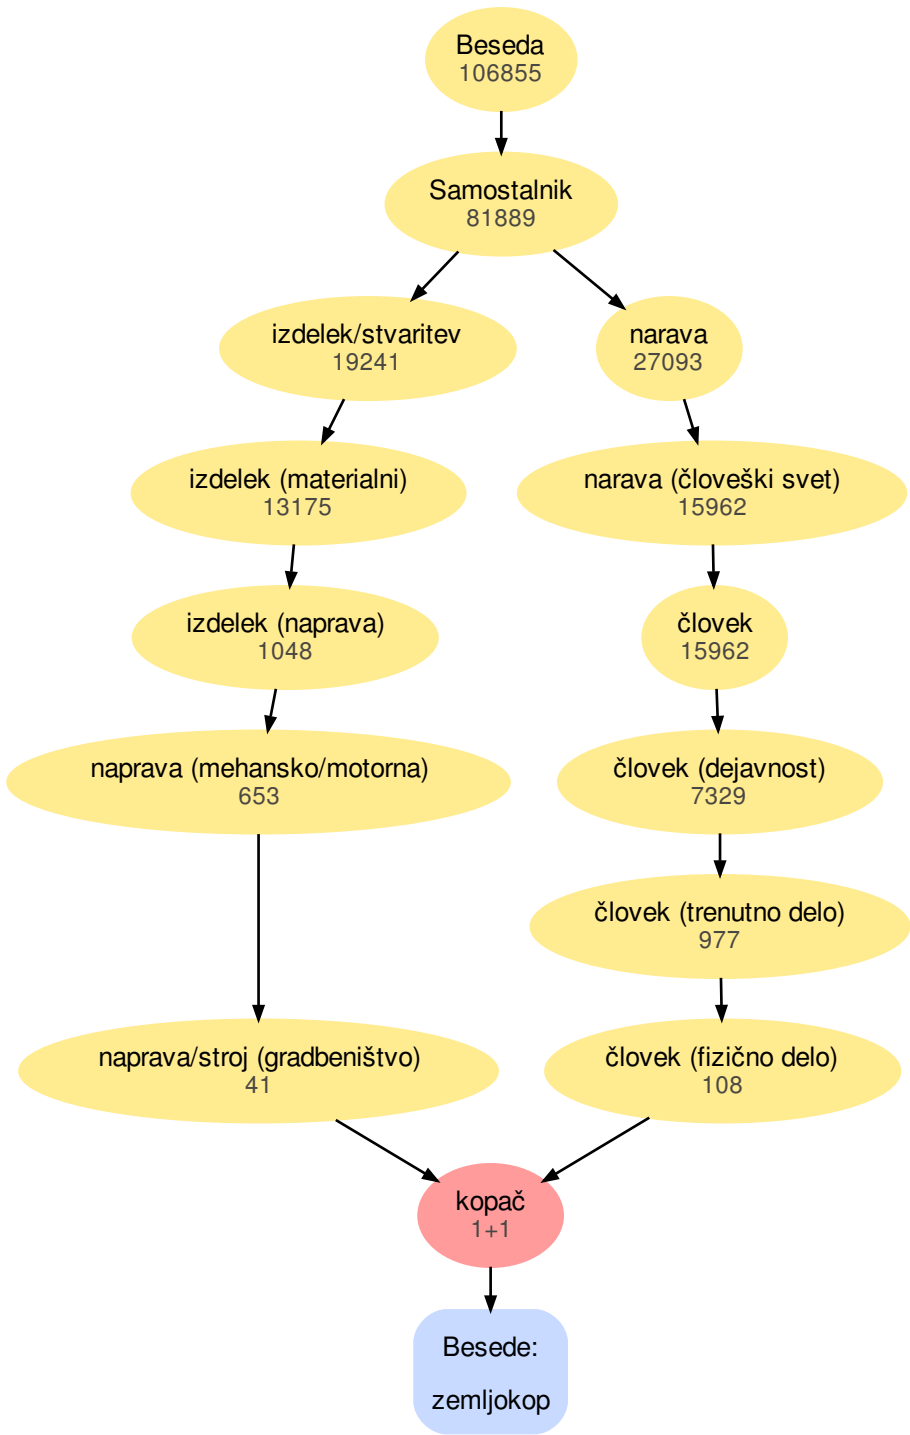 Beseda
106855
Samostalnik
81889
izdelek/stvaritev
19241
narava
27093
izdelek (materialni)
13175
narava (človeški svet)
15962
izdelek (naprava)
1048
človek
15962
naprava (mehansko/motorna)
653
človek (dejavnost)
7329
človek (trenutno delo)
977
naprava/stroj (gradbeništvo)
41
človek (fizično delo)
108
kopač
1+1
Besede:
zemljokop